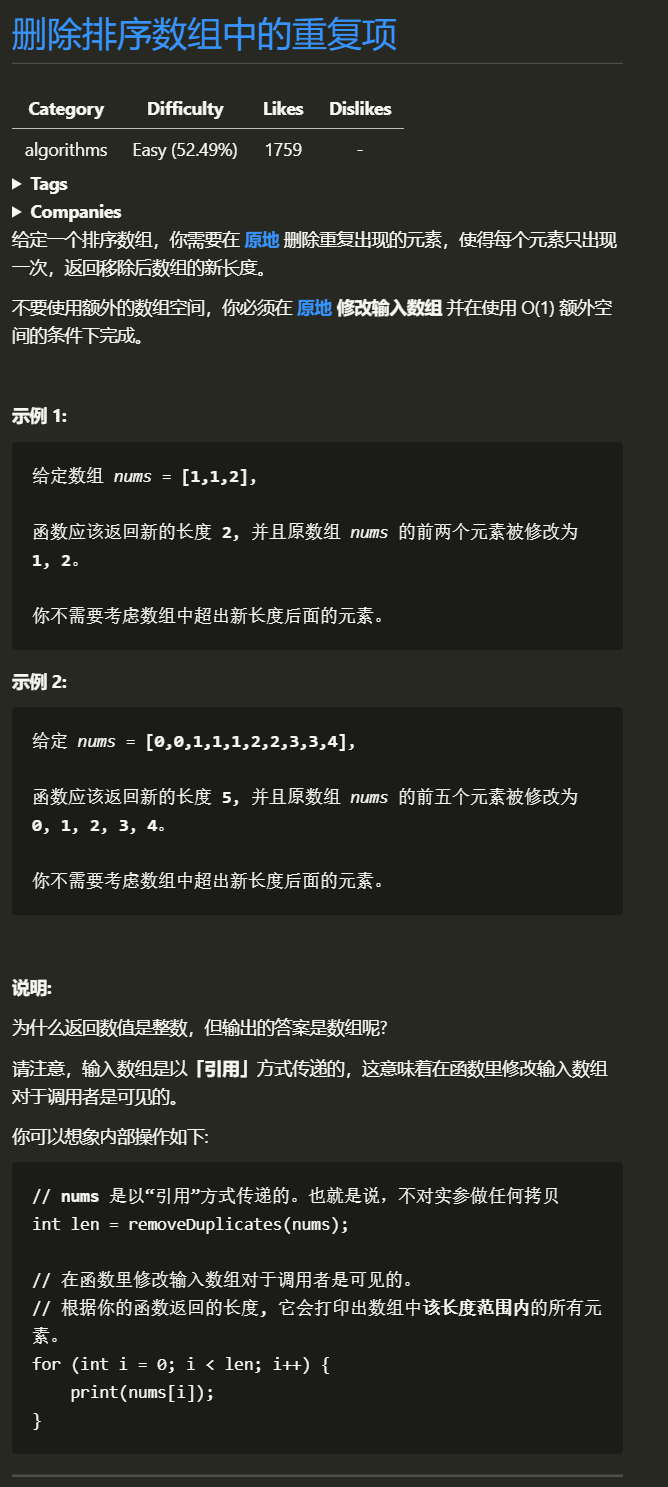 删除排序数组中的重复项
Category Difficulty Likes Dislikes
algorithms Easy (52.49%) 1759 -
Tags
Companies
给定一个排序数组，你需要在 原地 删除重复出现的元素，使得每个元素只出现
一次，返回移除后数组的新长度。
不要使用额外的数组空间，你必须在 原地 修改输入数组 并在使用 O(1) 额外空
间的条件下完成。
示例 1:
给定数组 nums = [1,1,2],
函数应该返回新的长度 2, 并且原数组 nums 的前两个元素被修改为
1, 2。
你不需要考虑数组中超出新长度后面的元素。
示例 2:
给定 nums = [0,0,1,1,1,2,2,3,3,4],
函数应该返回新的长度 5, 并且原数组 nums 的前五个元素被修改为
0, 1, 2, 3, 4。
你不需要考虑数组中超出新长度后面的元素。
说明:
为什么返回数值是整数，但输出的答案是数组呢?
请注意，输入数组是以「引用」方式传递的，这意味着在函数里修改输入数组
对于调用者是可见的。
你可以想象内部操作如下:
// nums 是以“引用”方式传递的。也就是说，不对实参做任何拷贝
int len = removeDuplicates(nums);
// 在函数里修改输入数组对于调用者是可见的。
// 根据你的函数返回的长度, 它会打印出数组中该长度范围内的所有元
素。
for (int i = 0; i < len; i++) {
    print(nums[i]);
}